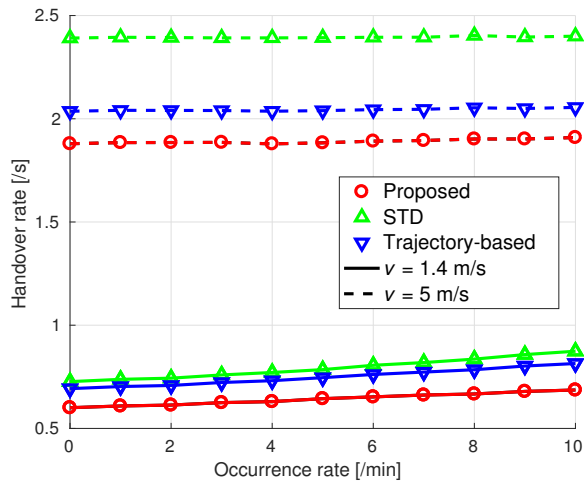 2.5
2
1.5
1
0.5
Handover rate [/s]
Proposed
STD
Trajectory-based
v = 1.4 m/s
v = 5 m/s
0 2 4 6 8 10
Occurrence rate [/min]